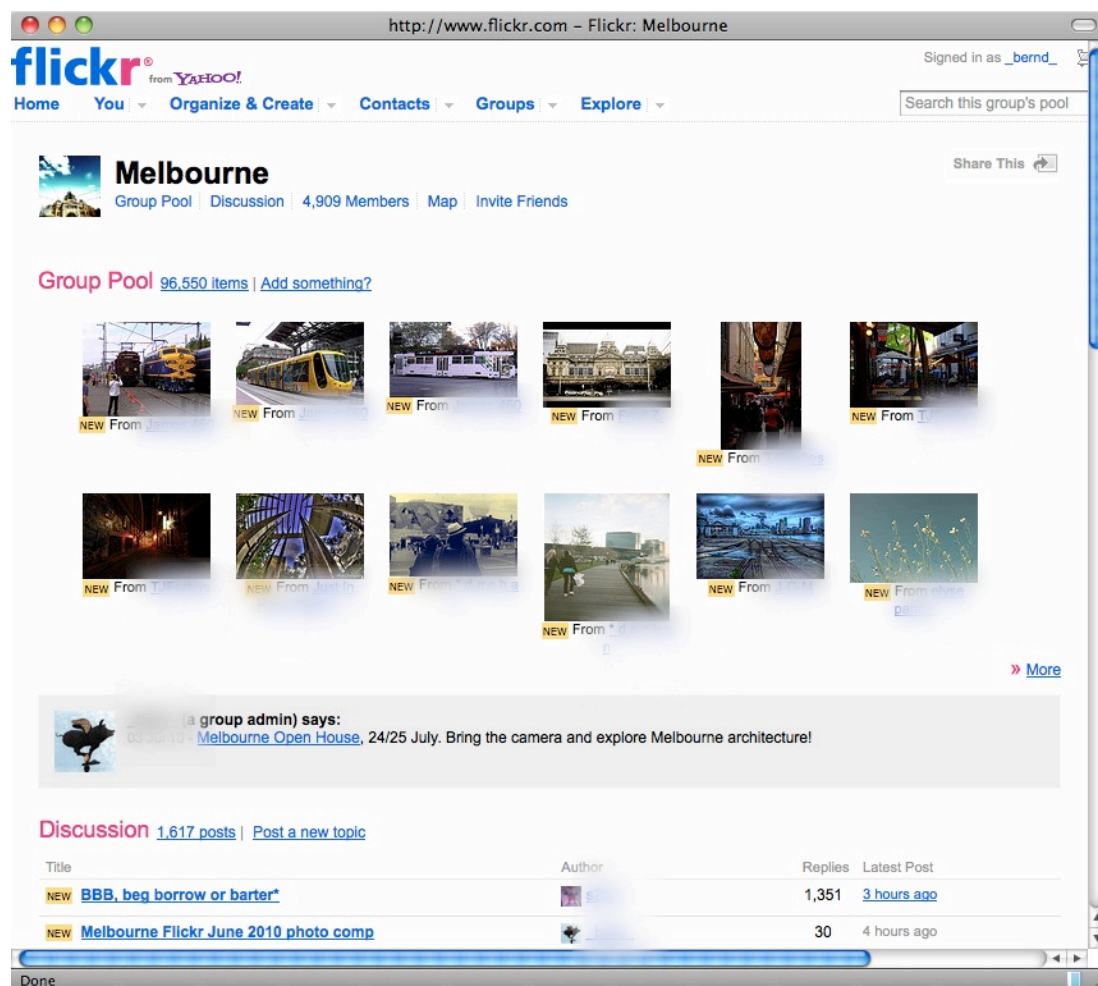 http://www.flickr.com – Flickr: Melbourne
flickr® from YAHOO!
Signed in as _bernd_
Home You Organize & Create Contacts Groups Explore
Search this group's pool
Melbourne
Share This
Group Pool Discussion 4,909 Members Map Invite Friends
Group Pool 96,550 items | Add something?
NEW From
NEW From
NEW From
NEW From
NEW From
NEW From
NEW From
NEW From
NEW From
NEW From
NEW From
NEW From
» More
(a group admin) says:
- Melbourne Open House, 24/25 July. Bring the camera and explore Melbourne architecture!
Discussion 1,617 posts | Post a new topic
Title Author Replies Latest Post
NEW BBB, beg borrow or barter* 1,351 3 hours ago
NEW Melbourne Flickr June 2010 photo comp 30 4 hours ago
Done